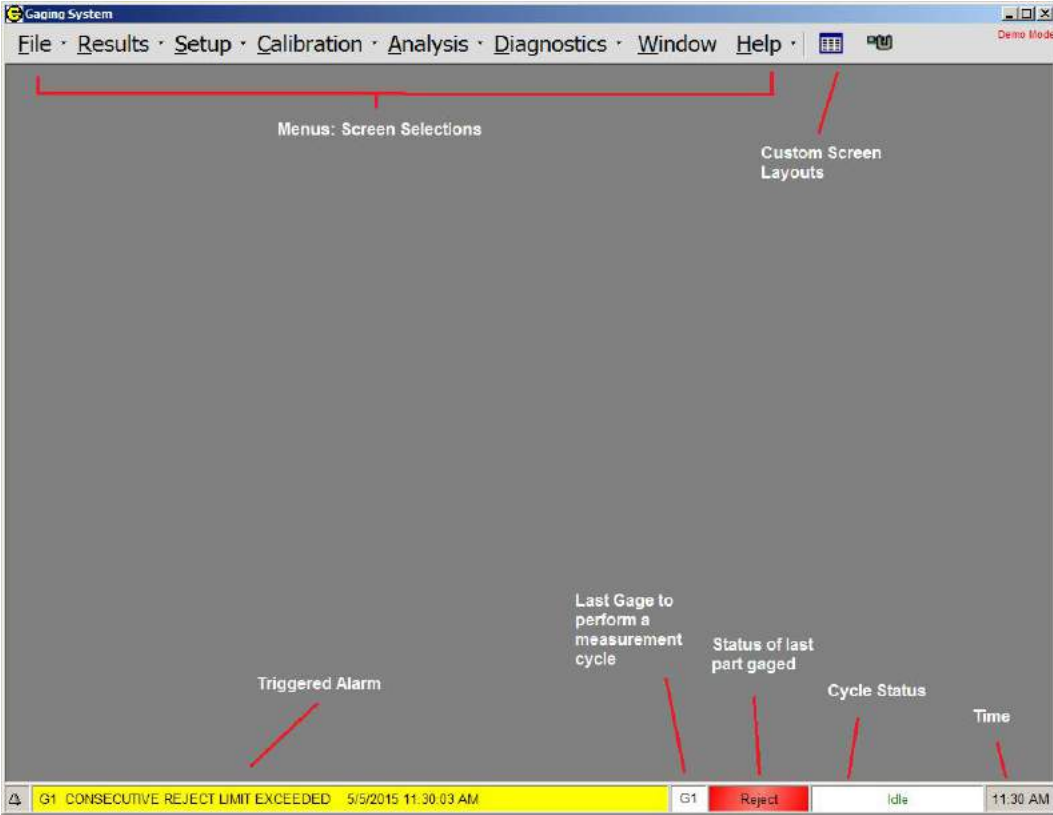 Gaging System
File · Results · Setup · Calibration · Analysis · Diagnostics · Window Help ·
Demo Mode
Menus: Screen Selections
Custom Screen
Layouts
Last Gage to
perform a
measurement
cycle
Status of last
part gaged
Triggered Alarm
Cycle Status
Time
G1 CONSECUTIVE REJECT LIMIT EXCEEDED 5/5/2015 11:30:03 AM
G1
Reject
Idle
11:30 AM